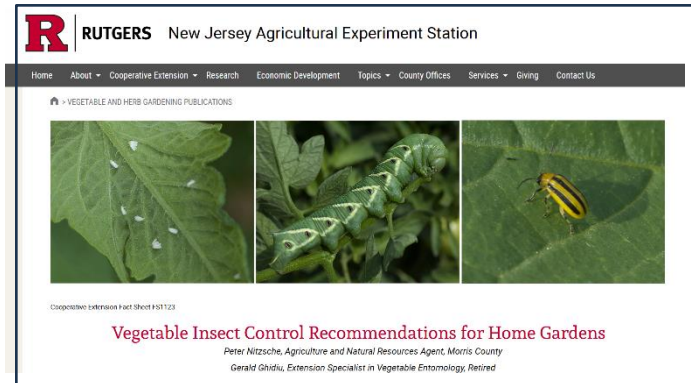 R RUTGERS New Jersey Agricultural Experiment Station
Home About Cooperative Extension Research Economic Development Topics County Offices Services Giving Contact Us
> VEGETABLE AND HERB GARDENING PUBLICATIONS
Cooperative Extension Fact Sheet FS1123
Vegetable Insect Control Recommendations for Home Gardens
Peter Nitzsche, Agriculture and Natural Resources Agent, Morris County
Gerald Ghidiu, Extension Specialist in Vegetable Entomology, Retired